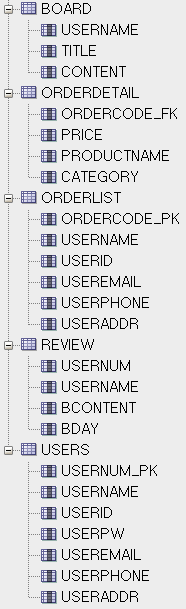 BOARD
USERNAME
TITLE
CONTENT
ORDERDETAIL
ORDERCODE_FK
PRICE
PRODUCTNAME
CATEGORY
ORDERLIST
ORDERCODE_PK
USERNAME
USERID
USEREMAIL
USERPHONE
USERADDR
REVIEW
USERNUM
USERNAME
BCONTENT
BDAY
USERS
USERNUM_PK
USERNAME
USERID
USERPW
USEREMAIL
USERPHONE
USERADDR